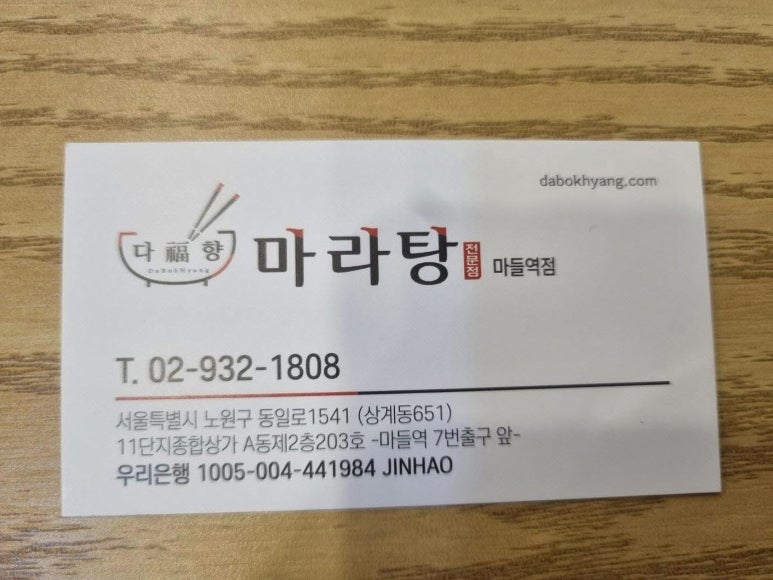 dabokhyang.com
다福향
DaBokHyang
마라탕 전문점 마들역점
T. 02-932-1808
서울특별시 노원구 동일로1541 (상계동651)
11단지종합상가 A동제2층203호 -마들역 7번출구 앞-
우리은행 1005-004-441984 JINHAO